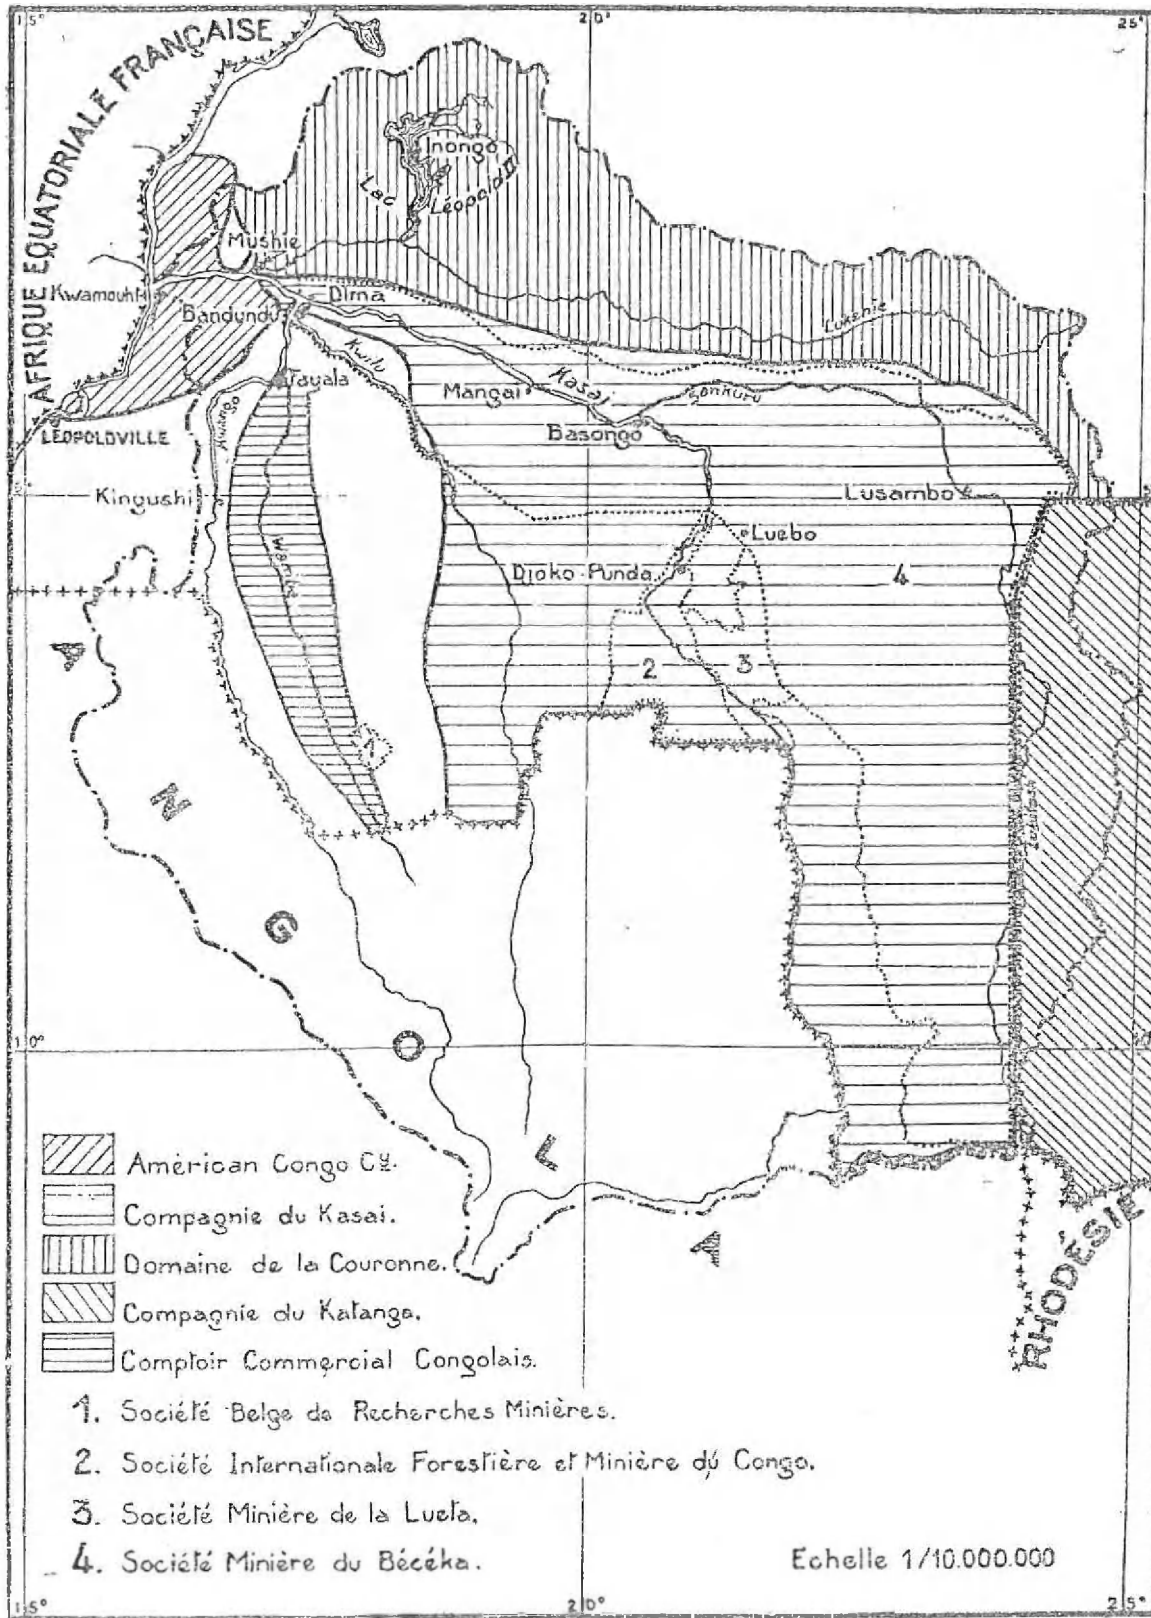 15°
20°
25°
AFRIQUE EQUATORIALE FRANÇAISE
Inongo
Lac Léopold II
Mushie
Kwamouht
Dima
Bandundu
Lukenie
Kwilu
Tayala
Mangai
Kasai
Sankuru
Basongo
LÉOPOLDVILLE
Kwango
Kingushi
Lusambo
5°
Wamba
Luebo
Djoko-Punda
4
2
3
1
ANGOLA
10°
RHODÉSIE
Américan Congo Cy.
Compagnie du Kasai.
Domaine de la Couronne.
Compagnie du Katanga.
Comptoir Commercial Congolais.
1. Société Belge de Recherches Minières.
2. Société Internationale Forestière et Minière du Congo.
3. Société Minière de la Lueta.
4. Société Minière du Bécéka.
Echelle 1/10.000.000
15°
20
25°